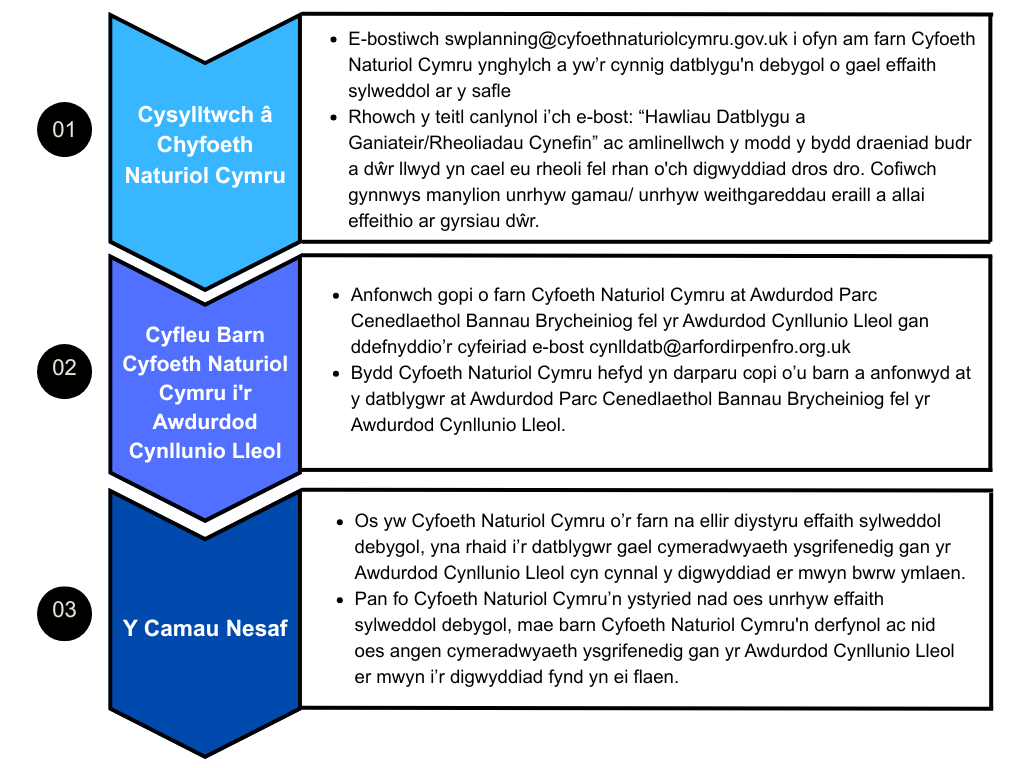 01
Cysylltwch â
Chyfoeth
Naturiol Cymru
E-bostiwch swplanning@cyfoethnaturiolcymru.gov.uk i ofyn am farn Cyfoeth
Naturiol Cymru ynghylch a yw’r cynnig datblygu'n debygol o gael effaith
sylweddol ar y safle
Rhowch y teitl canlynol i’ch e-bost: “Hawliau Datblygu a
Ganiateir/Rheoliadau Cynefin” ac amlinellwch y modd y bydd draeniad budr
a dŵr llwyd yn cael eu rheoli fel rhan o'ch digwyddiad dros dro. Cofiwch
gynnwys manylion unrhyw gamau/ unrhyw weithgareddau eraill a allai
effeithio ar gyrsiau dŵr.
02
Cyfleu Barn
Cyfoeth Naturiol
Cymru i'r
Awdurdod
Cynllunio Lleol
Anfonwch gopi o farn Cyfoeth Naturiol Cymru at Awdurdod Parc
Cenedlaethol Bannau Brycheiniog fel yr Awdurdod Cynllunio Lleol gan
ddefnyddio’r cyfeiriad e-bost cynlldatb@arfordirpenfro.org.uk
Bydd Cyfoeth Naturiol Cymru hefyd yn darparu copi o’u barn a anfonwyd at
y datblygwr at Awdurdod Parc Cenedlaethol Bannau Brycheiniog fel yr
Awdurdod Cynllunio Lleol.
03
Y Camau Nesaf
Os yw Cyfoeth Naturiol Cymru o’r farn na ellir diystyru effaith sylweddol
debygol, yna rhaid i’r datblygwr gael cymeradwyaeth ysgrifenedig gan yr
Awdurdod Cynllunio Lleol cyn cynnal y digwyddiad er mwyn bwrw ymlaen.
Pan fo Cyfoeth Naturiol Cymru’n ystyried nad oes unrhyw effaith
sylweddol debygol, mae barn Cyfoeth Naturiol Cymru'n derfynol ac nid
oes angen cymeradwyaeth ysgrifenedig gan yr Awdurdod Cynllunio Lleol
er mwyn i’r digwyddiad fynd yn ei flaen.